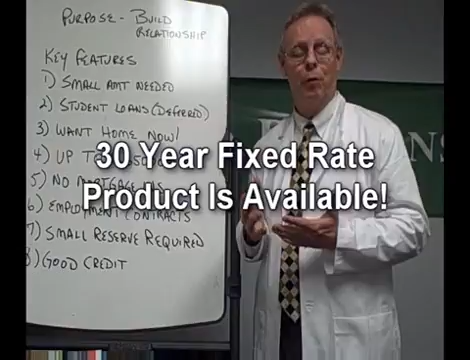 PURPOSE - BUILD
RELATIONSHIP
KEY FEATURES
1) SMALL AMT NEEDED
2) STUDENT LOANS (DEFERRED)
3) WANT HOME NOW!
4) UP TO
5) NO MORTGAGE INS
6) EMPLOYMENT CONTRACTS
7) SMALL RESERVE REQUIRED
8) GOOD CREDIT
30 Year Fixed Rate
Product Is Available!